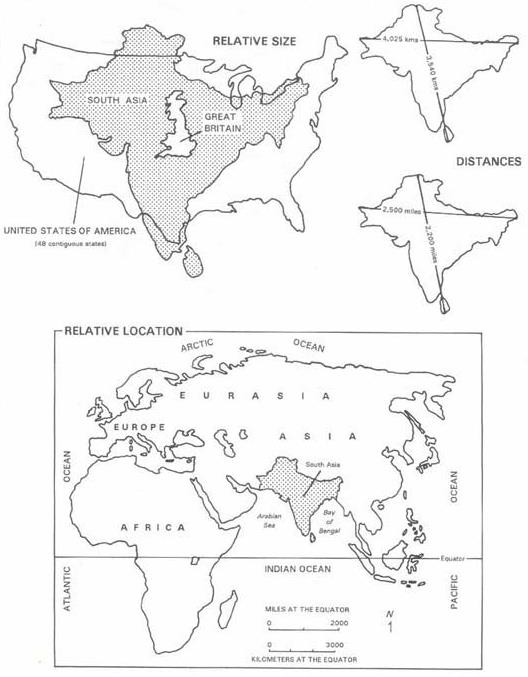 RELATIVE SIZE
SOUTH ASIA
GREAT
BRITAIN
UNITED STATES OF AMERICA
(48 contiguous states)
4,025 kms
3,540 kms
DISTANCES
2,500 miles
2,200 miles
RELATIVE LOCATION
ARCTIC OCEAN
EURASIA
EUROPE
ASIA
South Asia
OCEAN
OCEAN
Arabian
Sea
Bay
of
Bengal
AFRICA
Equator
INDIAN OCEAN
ATLANTIC
PACIFIC
MILES AT THE EQUATOR
0 2000
N
0 3000
KILOMETERS AT THE EQUATOR